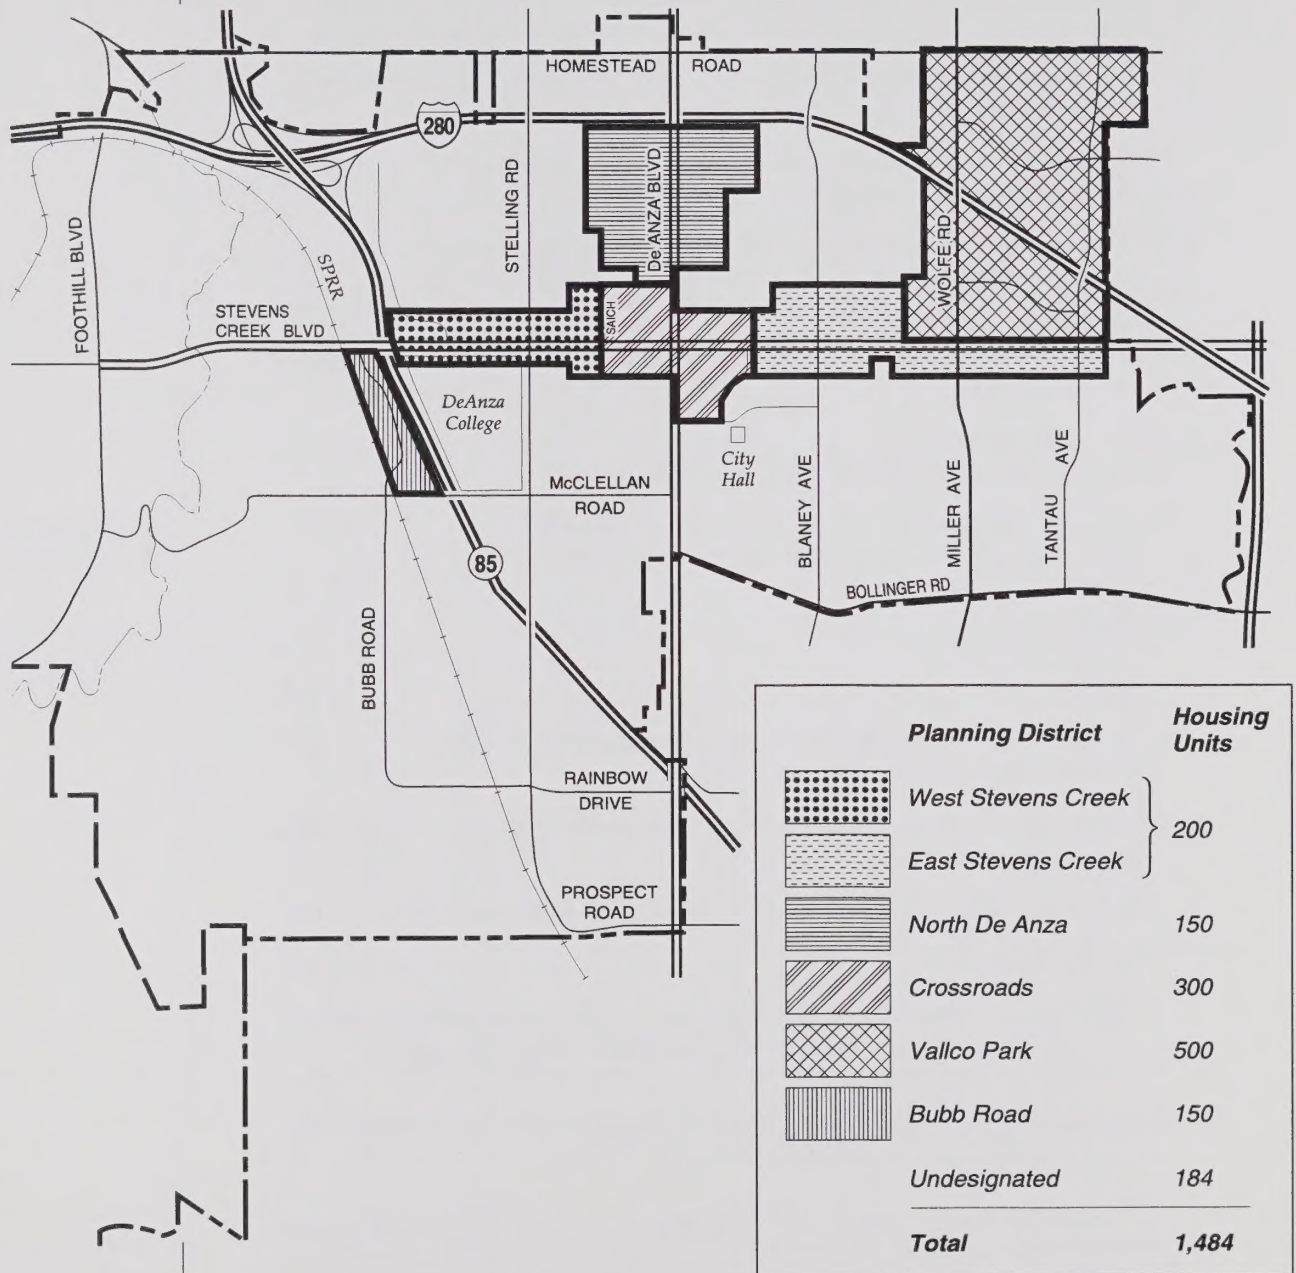 HOMESTEAD ROAD
280
De ANZA BLVD
STELLING RD
WOLFE RD
FOOTHILL BLVD
SPRR
SAICH
STEVENS
CREEK BLVD
DeAnza
College
City
Hall
McCLELLAN
ROAD
BLANEY AVE
MILLER AVE
TANTAU AVE
85
BOLLINGER RD
BUBB ROAD
RAINBOW
DRIVE
PROSPECT
ROAD
Planning District
Housing
Units
West Stevens Creek
200
East Stevens Creek
North De Anza 150
Crossroads 300
Vallco Park 500
Bubb Road 150
Undesignated 184
Total 1,484